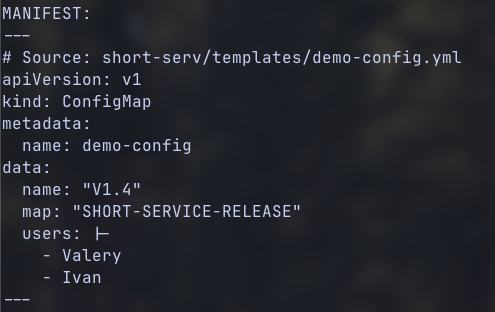 MANIFEST:
---
# Source: short-serv/templates/demo-config.yml
apiVersion: v1
kind: ConfigMap
metadata:
  name: demo-config
data:
  name: "V1.4"
  map: "SHORT-SERVICE-RELEASE"
  users: |-
    - Valery
    - Ivan
---